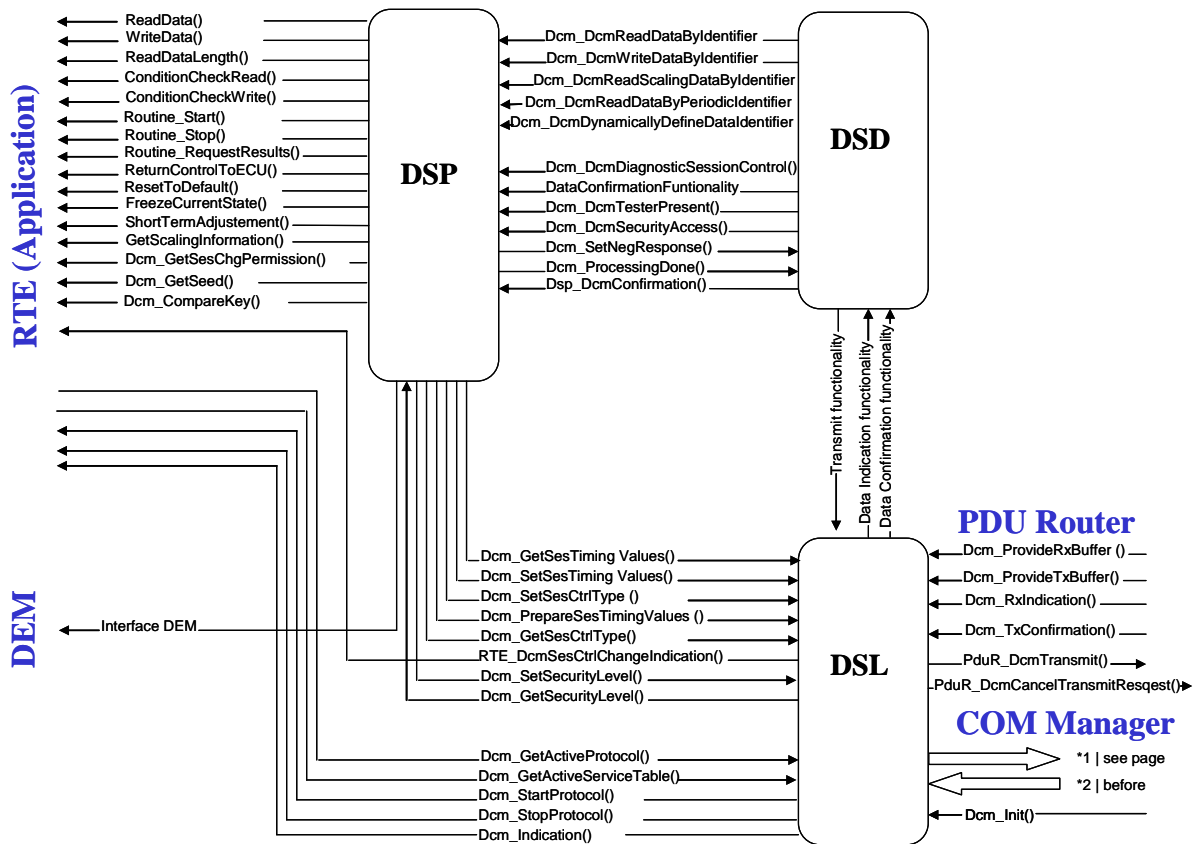 RTE (Application)
ReadData()
WriteData()
ReadDataLength()
ConditionCheckRead()
ConditionCheckWrite()
Routine_Start()
Routine_Stop()
Routine_RequestResults()
ReturnControlToECU()
ResetToDefault()
FreezeCurrentState()
ShortTermAdjustement()
GetScalingInformation()
Dcm_GetSesChgPermission()
Dcm_GetSeed()
Dcm_CompareKey()
DSP
Dcm_DcmReadDataByIdentifier
Dcm_DcmWriteDataByIdentifier
Dcm_DcmReadScalingDataByIdentifier
Dcm_DcmReadDataByPeriodicIdentifier
Dcm_DcmDynamicallyDefineDataIdentifier
Dcm_DcmDiagnosticSessionControl()
DataConfirmationFuntionality
Dcm_DcmTesterPresent()
Dcm_DcmSecurityAccess()
Dcm_SetNegResponse()
Dcm_ProcessingDone()
Dsp_DcmConfirmation()
DSD
Transmit functionality
Data Indication functionality
Data Confirmation functionality
DEM
Interface DEM
Dcm_GetSesTiming Values()
Dcm_SetSesTiming Values()
Dcm_SetSesCtrlType ()
Dcm_PrepareSesTimingValues ()
Dcm_GetSesCtrlType()
RTE_DcmSesCtrlChangeIndication()
Dcm_SetSecurityLevel()
Dcm_GetSecurityLevel()
Dcm_GetActiveProtocol()
Dcm_GetActiveServiceTable()
Dcm_StartProtocol()
Dcm_StopProtocol()
Dcm_Indication()
DSL
PDU Router
Dcm_ProvideRxBuffer ()
Dcm_ProvideTxBuffer()
Dcm_RxIndication()
Dcm_TxConfirmation()
PduR_DcmTransmit()
PduR_DcmCancelTransmitResqest()
COM Manager
*1 | see page
*2 | before
Dcm_Init()